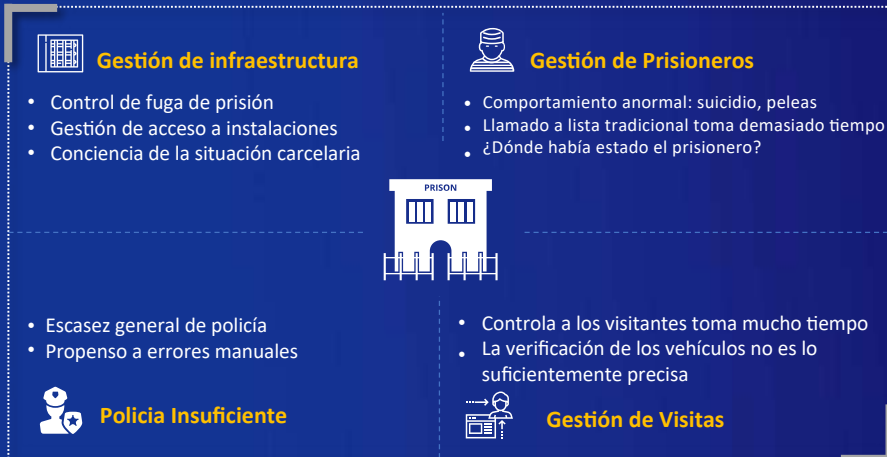 Gestión de infraestructura
• Control de fuga de prisión
• Gestión de acceso a instalaciones
• Conciencia de la situación carcelaria
Gestión de Prisioneros
• Comportamiento anormal: suicidio, peleas
• Llamado a lista tradicional toma demasiado tiempo
• ¿Dónde había estado el prisionero?
PRISON
• Escasez general de policía
• Propenso a errores manuales
Policia Insuficiente
• Controla a los visitantes toma mucho tiempo
• La verificación de los vehículos no es lo
suficientemente precisa
Gestión de Visitas